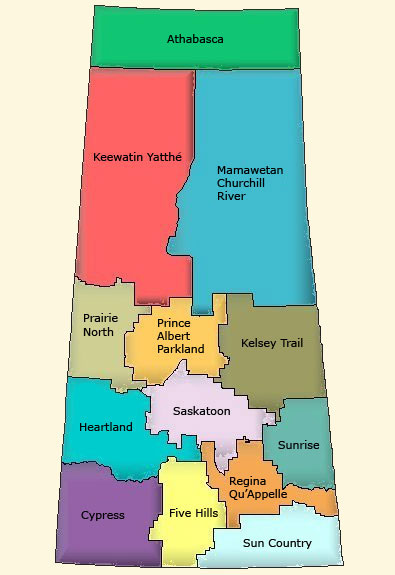 Athabasca
Keewatin Yatthé
Mamawetan
Churchill
River
Prairie
North
Prince
Albert
Parkland
Kelsey Trail
Saskatoon
Heartland
Sunrise
Regina
Qu'Appelle
Cypress
Five Hills
Sun Country